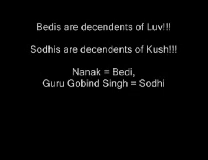 Bedis are decendents of Luv!!!
Sodhis are decendents of Kush!!!
Nanak = Bedi,
Guru Gobind Singh = Sodhi